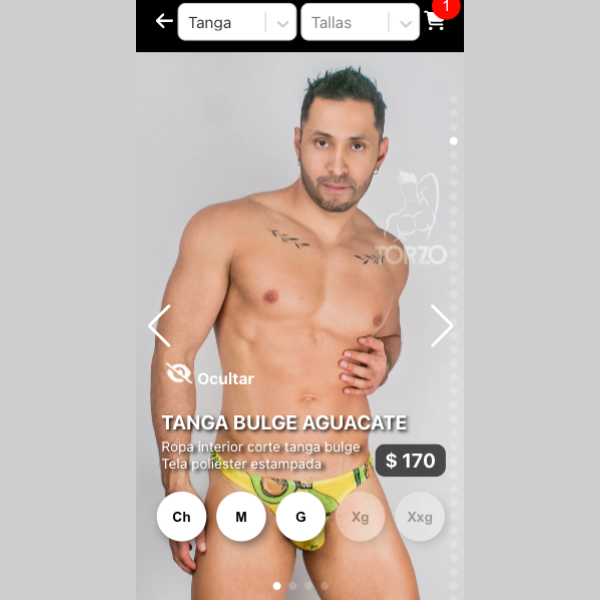 Tanga
Tallas
1
TORZO
Ocultar
TANGA BULGE AGUACATE
Ropa interior corte tanga bulge
Tela poliéster estampada
$ 170
Ch
M
G
Xg
Xxg